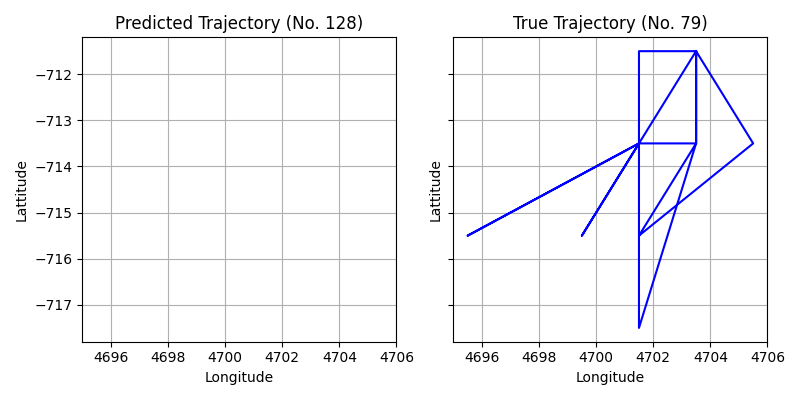 Predicted Trajectory (No. 128)
True Trajectory (No. 79)
Lattitude
−712
−713
−714
−715
−716
−717
4696 4698 4700 4702 4704 4706
Longitude
Lattitude
4696 4698 4700 4702 4704 4706
Longitude